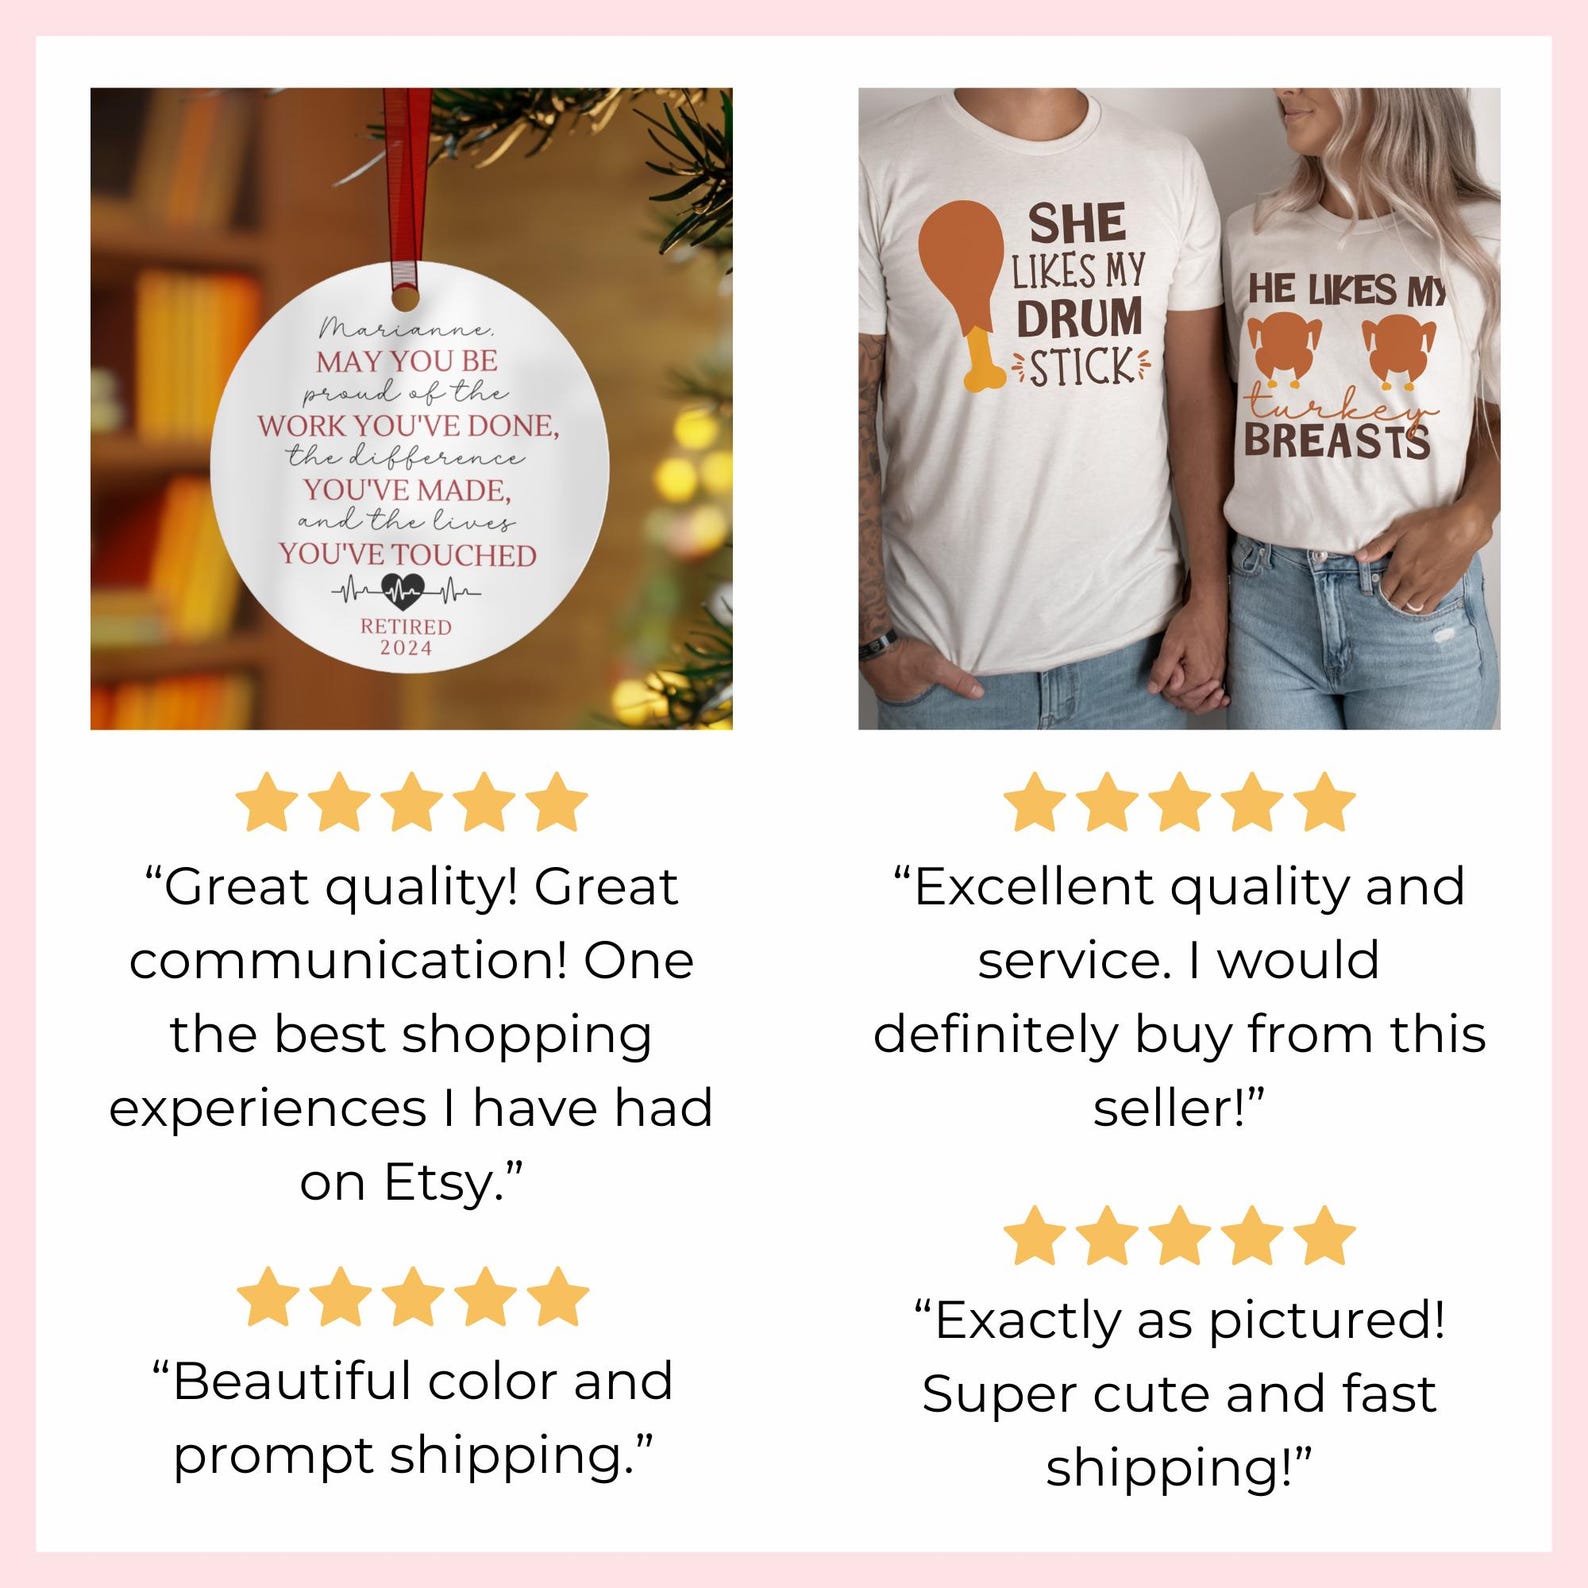 Marianne,
MAY YOU BE
proud of the
WORK YOU'VE DONE,
the difference
YOU'VE MADE,
and the lives
YOU'VE TOUCHED
RETIRED
2024
SHE
LIKES MY
DRUM
STICK
HE LIKES MY
turkey
BREASTS
“Great quality! Great
communication! One
the best shopping
experiences I have had
on Etsy.”
“Beautiful color and
prompt shipping.”
“Excellent quality and
service. I would
definitely buy from this
seller!”
“Exactly as pictured!
Super cute and fast
shipping!”